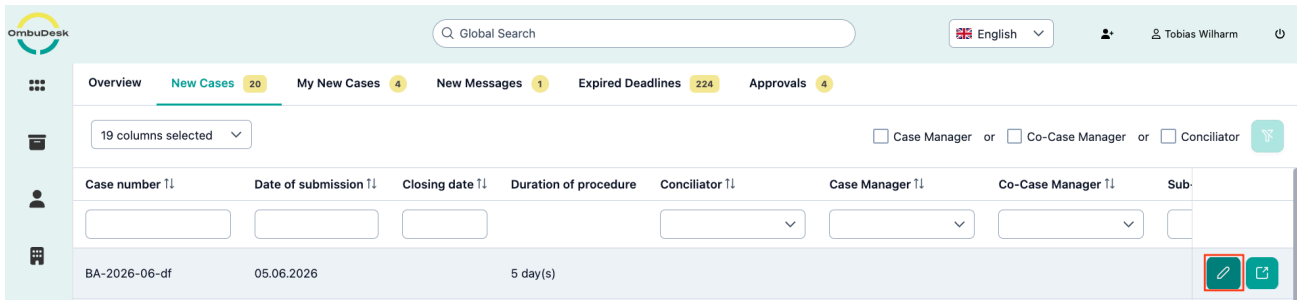 OmbuDesk
Global Search
English
Tobias Wilharm
Overview New Cases 20 My New Cases 4 New Messages 1 Expired Deadlines 224 Approvals 4
19 columns selected
Case Manager or Co-Case Manager or Conciliator
Case number Date of submission Closing date Duration of procedure Conciliator Case Manager Co-Case Manager Sub-
BA-2026-06-df 05.06.2026 5 day(s)